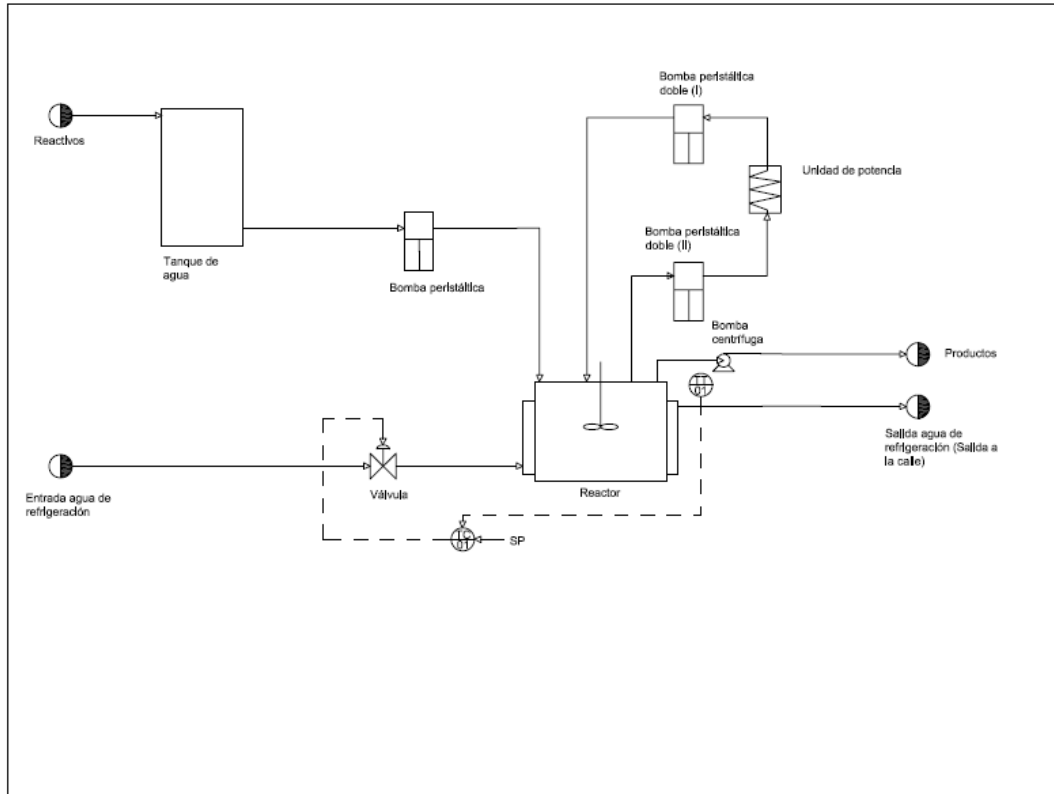 Bomba peristáltica
doble (I)
Reactivos
Unidad de potencia
Tanque de
agua
Bomba peristáltica
Bomba peristáltica
doble (II)
Bomba
centrífuga
Productos
TT
01
Salida agua de
refrigeración (Salida a
la calle)
Entrada agua de
refrigeración
Válvula
Reactor
TC
01
SP